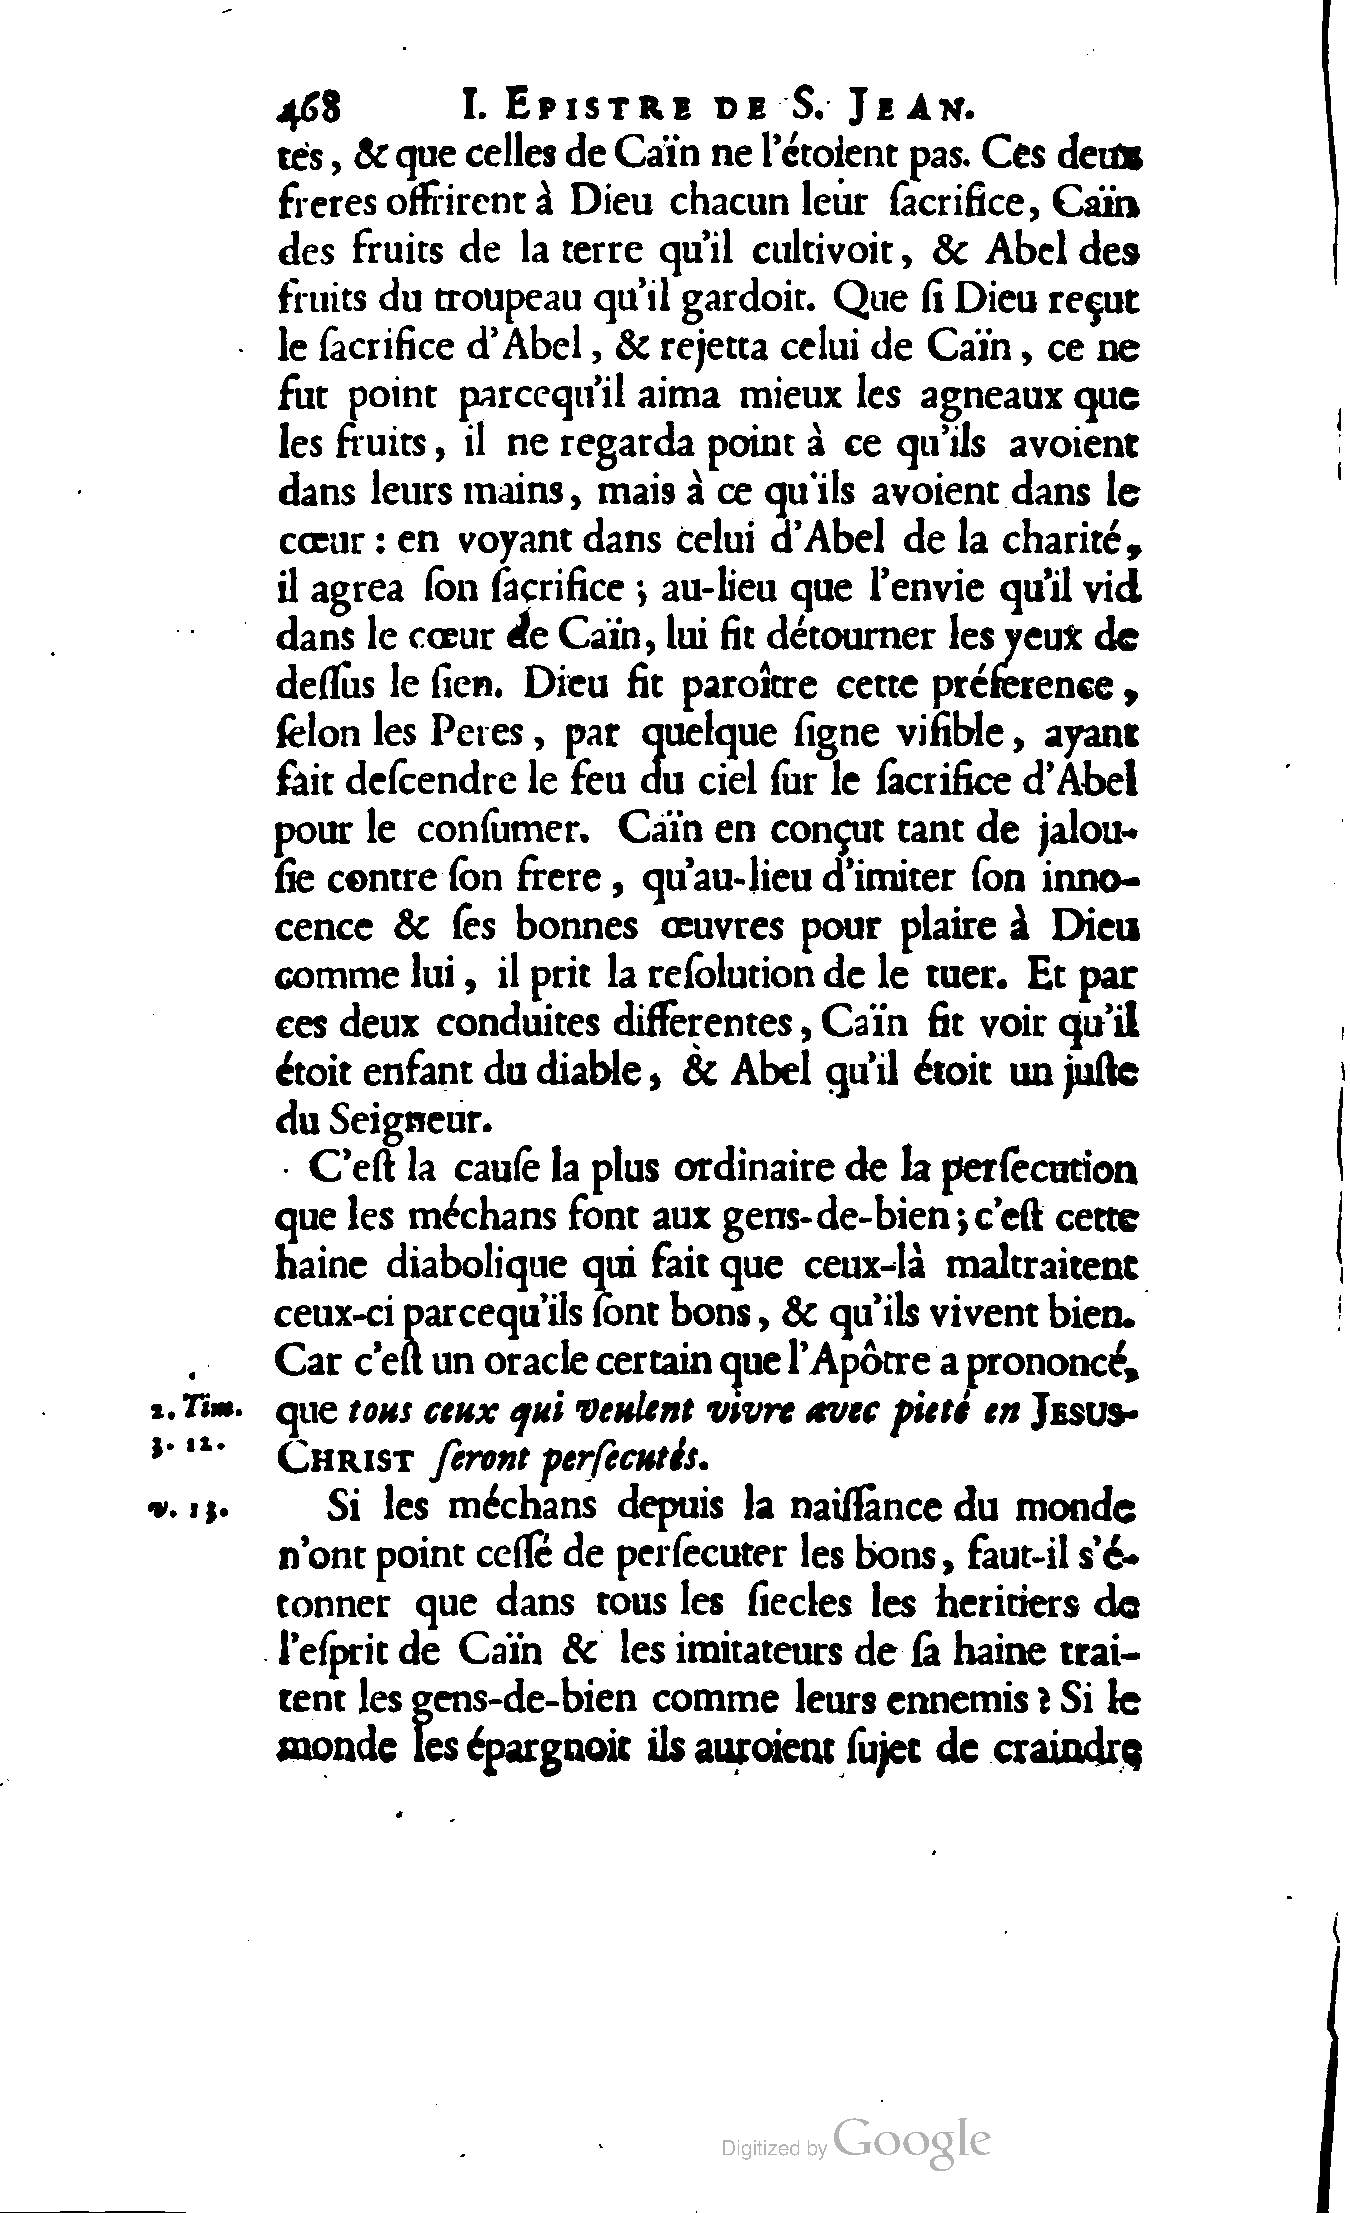 468 I. EPISTRE DE S. JEAN.
tés, & que celles de Caïn ne l'étoient pas. Ces deux
freres offrirent à Dieu chacun leur ſacrifice, Caïn
des fruits de la terre qu'il cultivoit, & Abel des
fruits du troupeau qu'il gardoit. Que ſi Dieu reçut
le ſacrifice d'Abel, & rejetta celui de Caïn, ce ne
fut point parcequ'il aima mieux les agneaux que
les fruits, il ne regarda point à ce qu'ils avoient
dans leurs mains, mais à ce qu'ils avoient dans le
cœur : en voyant dans celui d'Abel de la charité,
il agrea ſon ſacrifice ; au-lieu que l'envie qu'il vid
dans le cœur de Caïn, lui fit détourner les yeux de
deſſus le ſien. Dieu fit paroître cette préference,
ſelon les Peres, par quelque ſigne viſible, ayant
fait deſcendre le feu du ciel ſur le ſacrifice d'Abel
pour le conſumer. Caïn en conçut tant de jalou-
ſie contre ſon frere, qu'au-lieu d'imiter ſon inno-
cence & ſes bonnes œuvres pour plaire à Dieu
comme lui, il prit la reſolution de le tuer. Et par
ces deux conduites differentes, Caïn fit voir qu'il
étoit enfant du diable, & Abel qu'il étoit un juſte
du Seigneur.
C'eſt la cauſe la plus ordinaire de la perſecution
que les méchans font aux gens-de-bien ; c'eſt cette
haine diabolique qui fait que ceux-là maltraitent
ceux-ci parcequ'ils ſont bons, & qu'ils vivent bien.
Car c'eſt un oracle certain que l'Apôtre a prononcé,
2. Tim. que tous ceux qui veulent vivre avec pieté en JESUS-
3. 12. CHRIST ſeront perſecutés.
v. 13. Si les méchans depuis la naiſſance du monde
n'ont point ceſſé de perſecuter les bons, faut-il s'é-
tonner que dans tous les ſiecles les heritiers de
l'eſprit de Caïn & les imitateurs de ſa haine trai-
tent les gens-de-bien comme leurs ennemis ? Si le
monde les épargnoit ils auroient ſujet de craindre
Digitized by Google